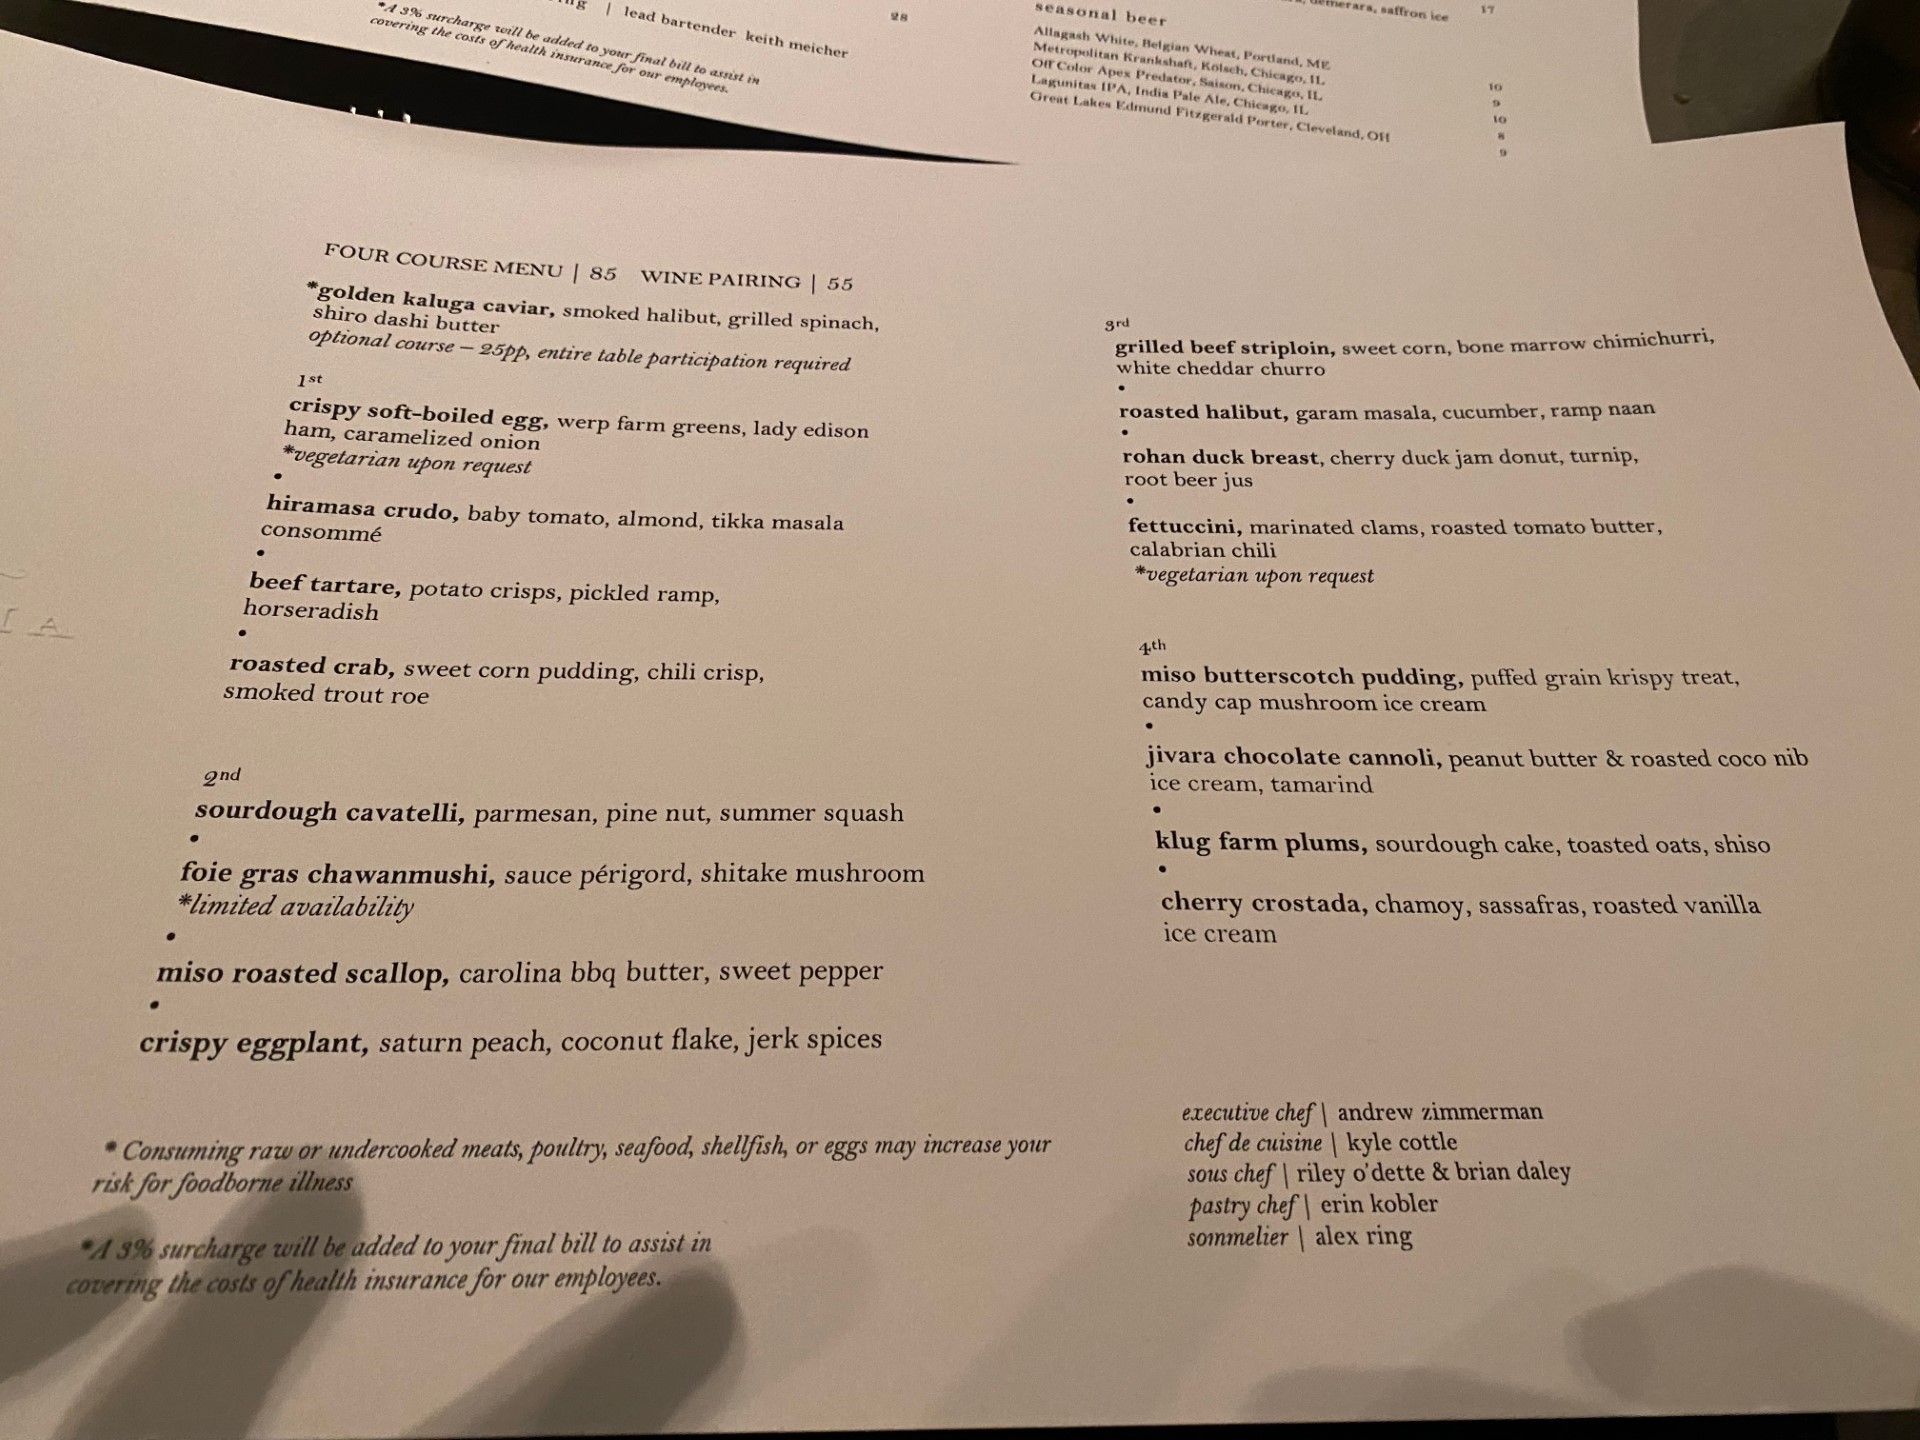 lead bartender keith meicher
28
*A 3% surcharge will be added to your final bill to assist in
covering the costs of health insurance for our employees.
demerara, saffron ice 17
seasonal beer
Allagash White, Belgian Wheat, Portland, ME 10
Metropolitan Krankshaft, Kölsch, Chicago, IL 9
Off Color Apex Predator, Saison, Chicago, IL 10
Lagunitas IPA, India Pale Ale, Chicago, IL 8
Great Lakes Edmund Fitzgerald Porter, Cleveland, OH 9
FOUR COURSE MENU | 85 WINE PAIRING | 55
*golden kaluga caviar, smoked halibut, grilled spinach,
shiro dashi butter
optional course – 25pp, entire table participation required
1st
crispy soft-boiled egg, werp farm greens, lady edison
ham, caramelized onion
*vegetarian upon request
•
hiramasa crudo, baby tomato, almond, tikka masala
consommé
•
beef tartare, potato crisps, pickled ramp,
horseradish
•
roasted crab, sweet corn pudding, chili crisp,
smoked trout roe
2nd
sourdough cavatelli, parmesan, pine nut, summer squash
•
foie gras chawanmushi, sauce périgord, shitake mushroom
*limited availability
•
miso roasted scallop, carolina bbq butter, sweet pepper
•
crispy eggplant, saturn peach, coconut flake, jerk spices
* Consuming raw or undercooked meats, poultry, seafood, shellfish, or eggs may increase your
risk for foodborne illness
*A 3% surcharge will be added to your final bill to assist in
covering the costs of health insurance for our employees.
3rd
grilled beef striploin, sweet corn, bone marrow chimichurri,
white cheddar churro
•
roasted halibut, garam masala, cucumber, ramp naan
•
rohan duck breast, cherry duck jam donut, turnip,
root beer jus
•
fettuccini, marinated clams, roasted tomato butter,
calabrian chili
*vegetarian upon request
4th
miso butterscotch pudding, puffed grain krispy treat,
candy cap mushroom ice cream
•
jivara chocolate cannoli, peanut butter & roasted coco nib
ice cream, tamarind
•
klug farm plums, sourdough cake, toasted oats, shiso
•
cherry crostada, chamoy, sassafras, roasted vanilla
ice cream
executive chef | andrew zimmerman
chef de cuisine | kyle cottle
sous chef | riley o'dette & brian daley
pastry chef | erin kobler
sommelier | alex ring